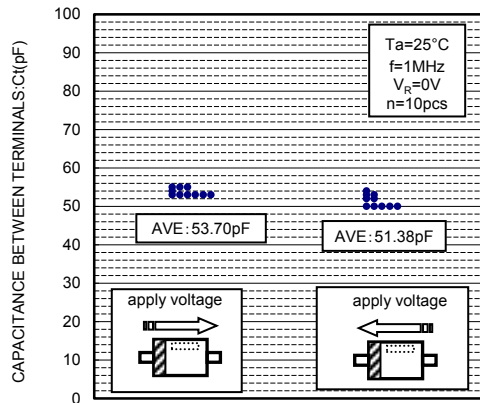 CAPACITANCE BETWEEN TERMINALS:Ct(pF)
100
90
80
70
60
50
40
30
20
10
0
Ta=25°C
f=1MHz
VR=0V
n=10pcs
AVE:53.70pF
AVE:51.38pF
apply voltage
apply voltage